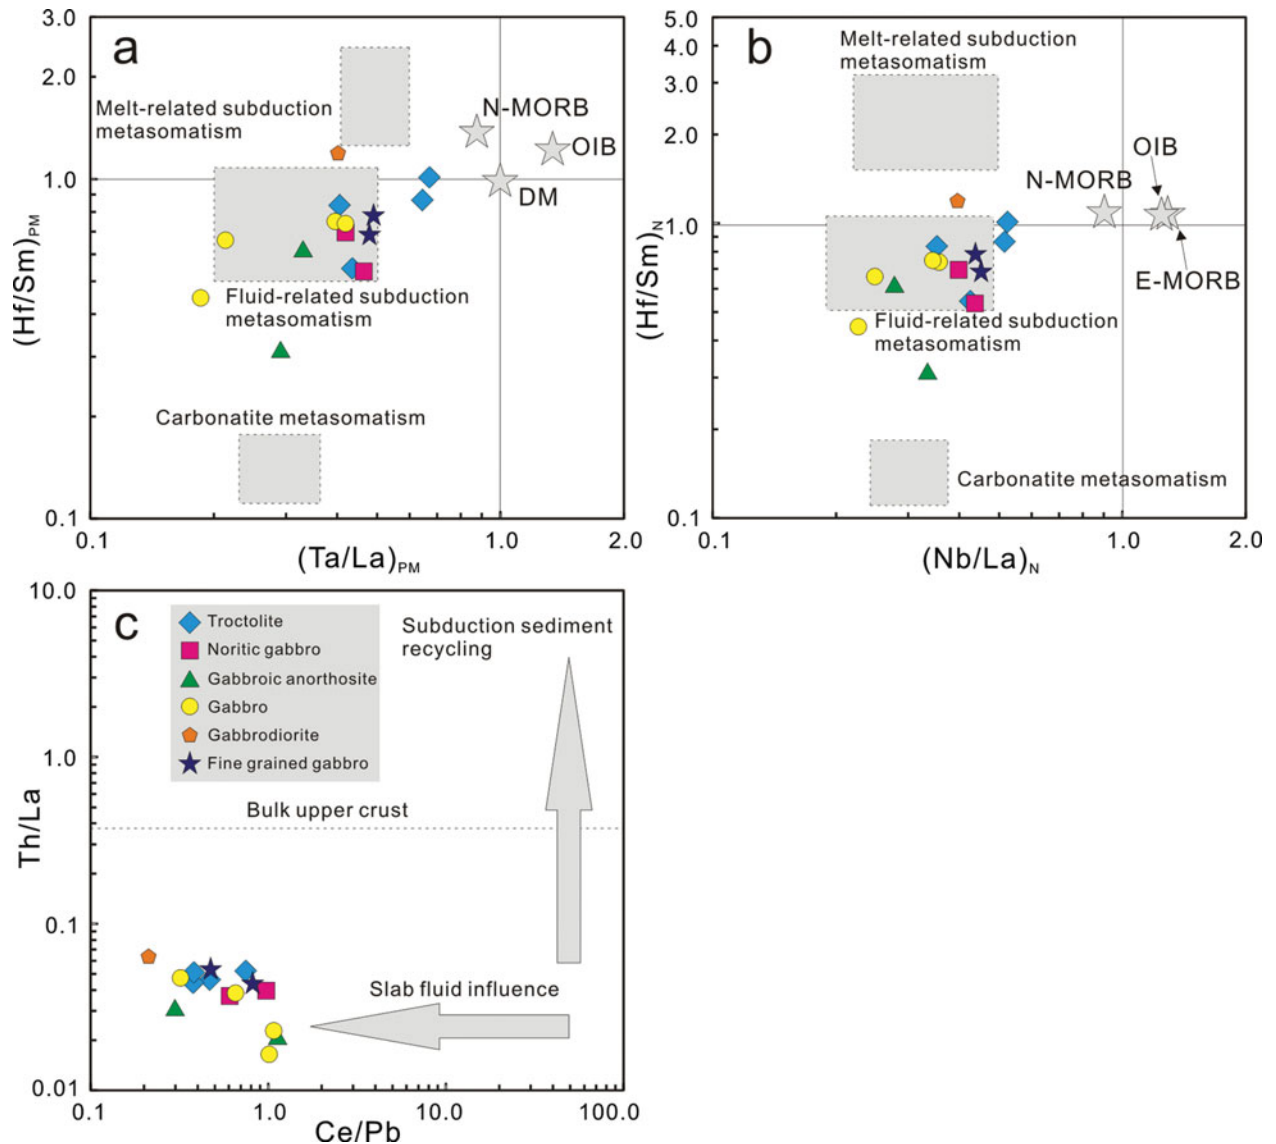 a
3.0
2.0
1.0
0.1
(Hf/Sm)PM
Melt-related subduction
metasomatism
N-MORB
OIB
DM
Fluid-related subduction
metasomatism
Carbonatite metasomatism
0.1
1.0
2.0
(Ta/La)PM
b
5.0
4.0
3.0
2.0
1.0
0.1
(Hf/Sm)N
Melt-related subduction
metasomatism
OIB
N-MORB
E-MORB
Fluid-related subduction
metasomatism
Carbonatite metasomatism
0.1
1.0
2.0
(Nb/La)N
c
10.0
1.0
0.1
0.01
Th/La
Troctolite
Noritic gabbro
Gabbroic anorthosite
Gabbro
Gabbrodiorite
Fine grained gabbro
Subduction sediment
recycling
Bulk upper crust
Slab fluid influence
0.1
1.0
10.0
100.0
Ce/Pb